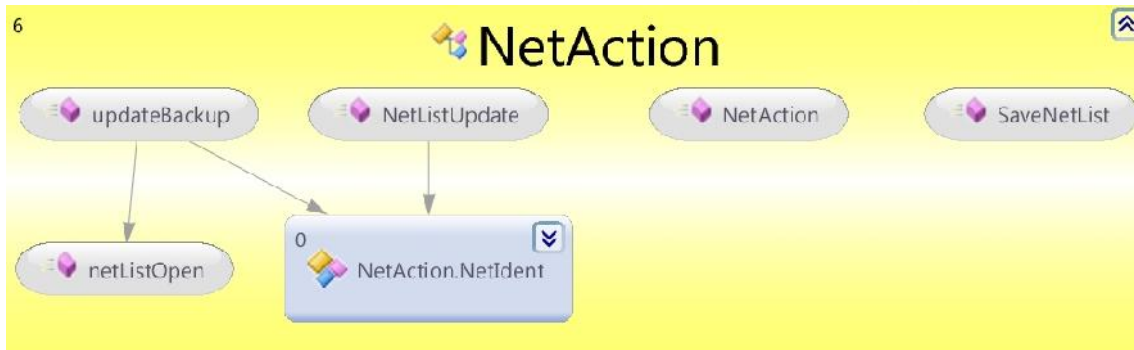 6
NetAction
updateBackup
NetListUpdate
NetAction
SaveNetList
netListOpen
0
NetAction.NetIdent